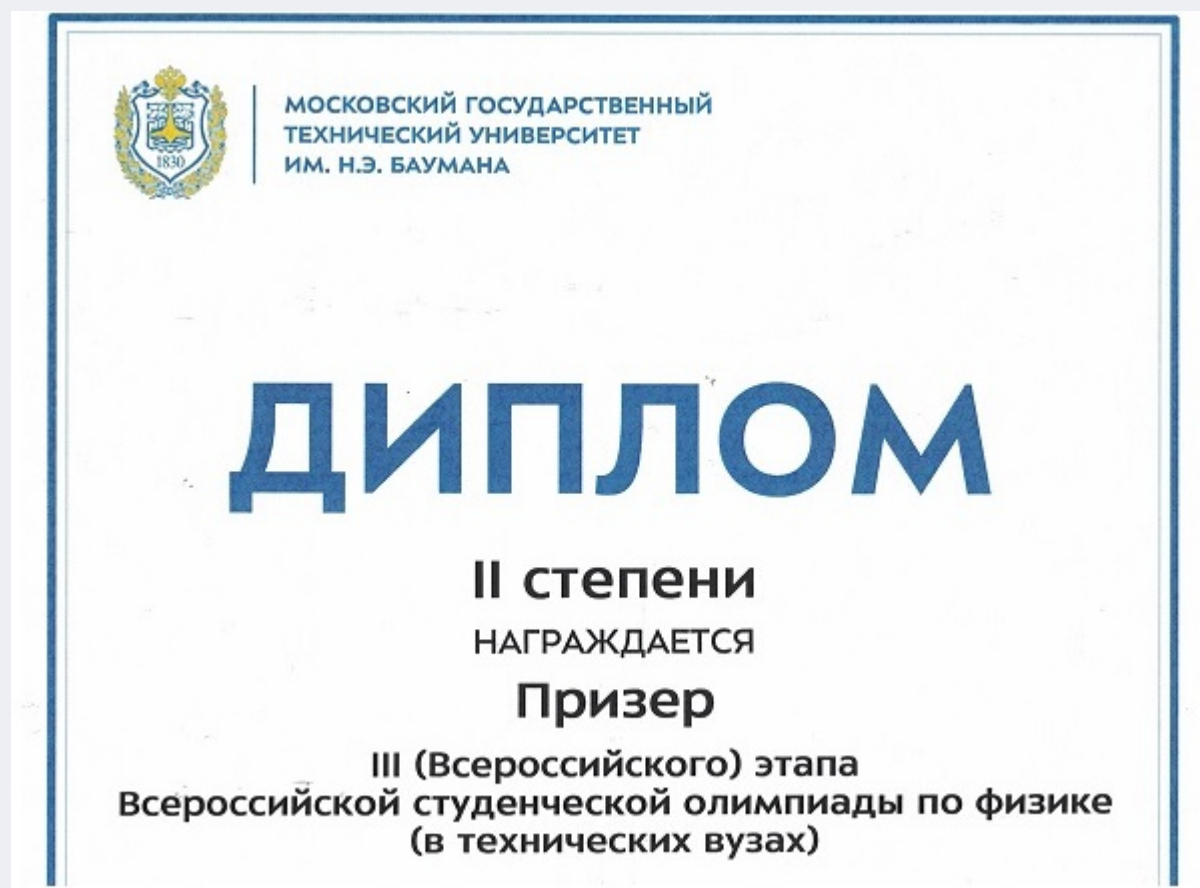 МОСКОВСКИЙ ГОСУДАРСТВЕННЫЙ
ТЕХНИЧЕСКИЙ УНИВЕРСИТЕТ
ИМ. Н.Э. БАУМАНА
1830
ДИПЛОМ
II степени
НАГРАЖДАЕТСЯ
Призер
III (Всероссийского) этапа
Всероссийской студенческой олимпиады по физике
(в технических вузах)